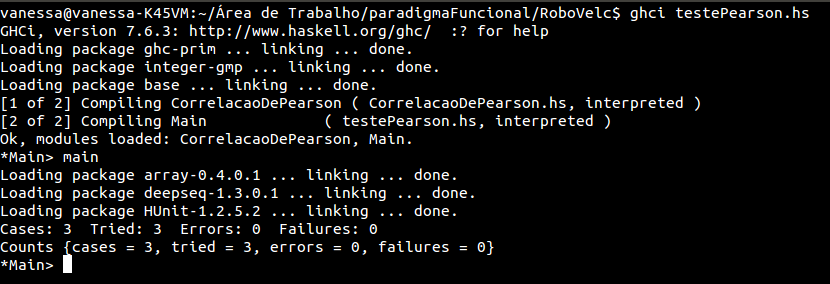 vanessa@vanessa-K45VM:~/Área de Trabalho/paradigmaFuncional/RoboVelc$ ghci testePearson.hs
GHCi, version 7.6.3: http://www.haskell.org/ghc/  :? for help
Loading package ghc-prim ... linking ... done.
Loading package integer-gmp ... linking ... done.
Loading package base ... linking ... done.
[1 of 2] Compiling CorrelacaoDePearson ( CorrelacaoDePearson.hs, interpreted )
[2 of 2] Compiling Main             ( testePearson.hs, interpreted )
Ok, modules loaded: CorrelacaoDePearson, Main.
*Main> main
Loading package array-0.4.0.1 ... linking ... done.
Loading package deepseq-1.3.0.1 ... linking ... done.
Loading package HUnit-1.2.5.2 ... linking ... done.
Cases: 3  Tried: 3  Errors: 0  Failures: 0
Counts {cases = 3, tried = 3, errors = 0, failures = 0}
*Main>